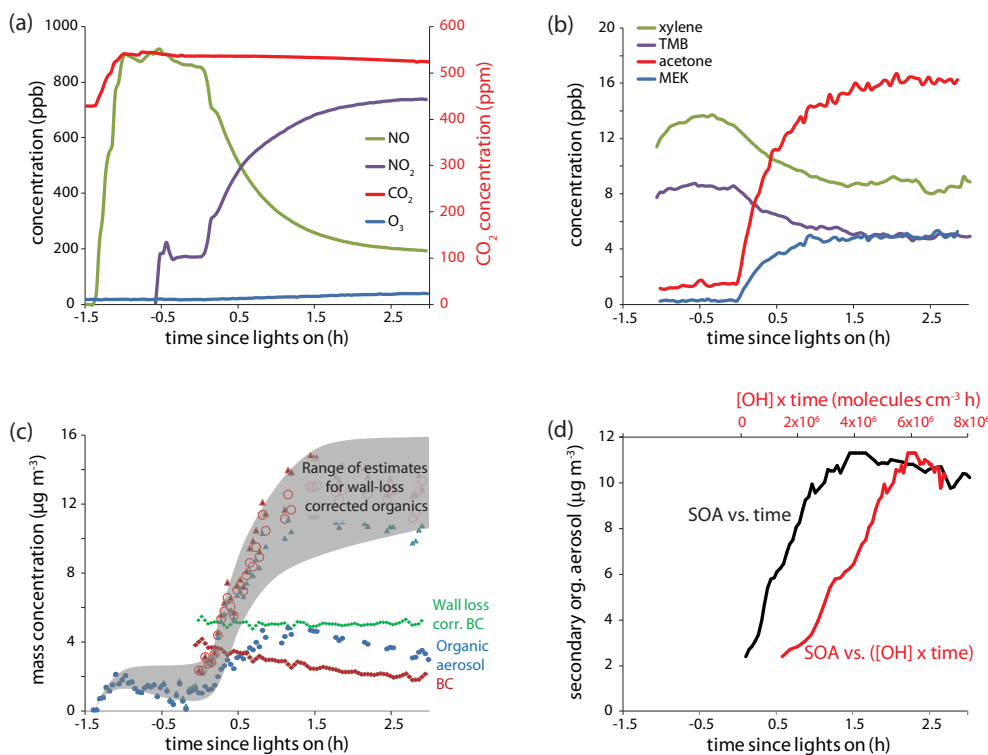 (a)
1000
800
600
400
200
0
concentration (ppb)
600
500
400
300
200
100
0
CO2 concentration (ppm)
NO
NO2
CO2
O3
-1.5
-0.5
0.5
1.5
2.5
time since lights on (h)
(b)
20
16
12
8
4
0
concentration (ppb)
xylene
TMB
acetone
MEK
-1.5
-0.5
0.5
1.5
2.5
time since lights on (h)
(c)
16
12
8
4
0
mass concentration (µg m-3)
Range of estimates
for wall-loss
corrected organics
Wall loss
corr. BC
Organic
aerosol
BC
-1.5
-0.5
0.5
1.5
2.5
time since lights on (h)
(d)
[OH] x time (molecules cm-3 h)
0
2x10⁶
4x10⁶
6x10⁶
8x10⁶
12
10
8
6
4
2
0
secondary org. aerosol (µg m-3)
SOA vs. time
SOA vs. ([OH] x time)
-1.5
-0.5
0.5
1.5
2.5
time since lights on (h)